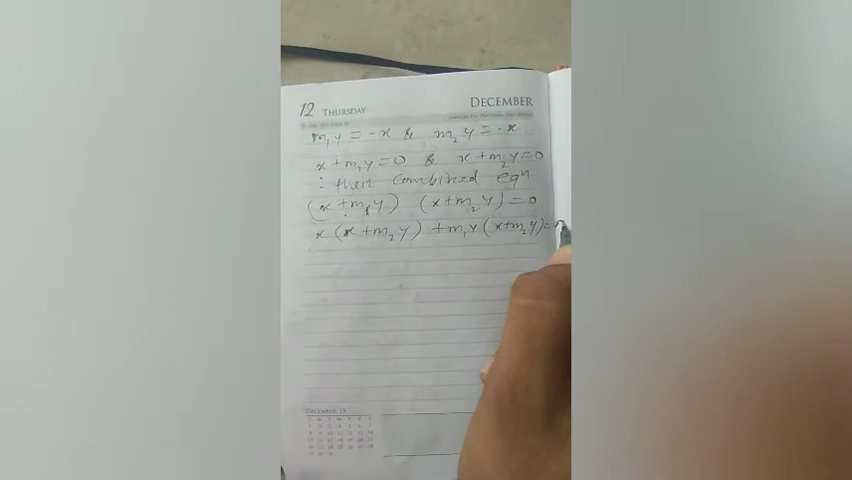 12 THURSDAY DECEMBER
m₁y = -x & m₂y = -x
x + m₁y = 0 & x + m₂y = 0
∴ their combined eqn
(x + m₁y) (x + m₂y) = 0
x (x + m₂y) + m₁y (x + m₂y) =
DECEMBER